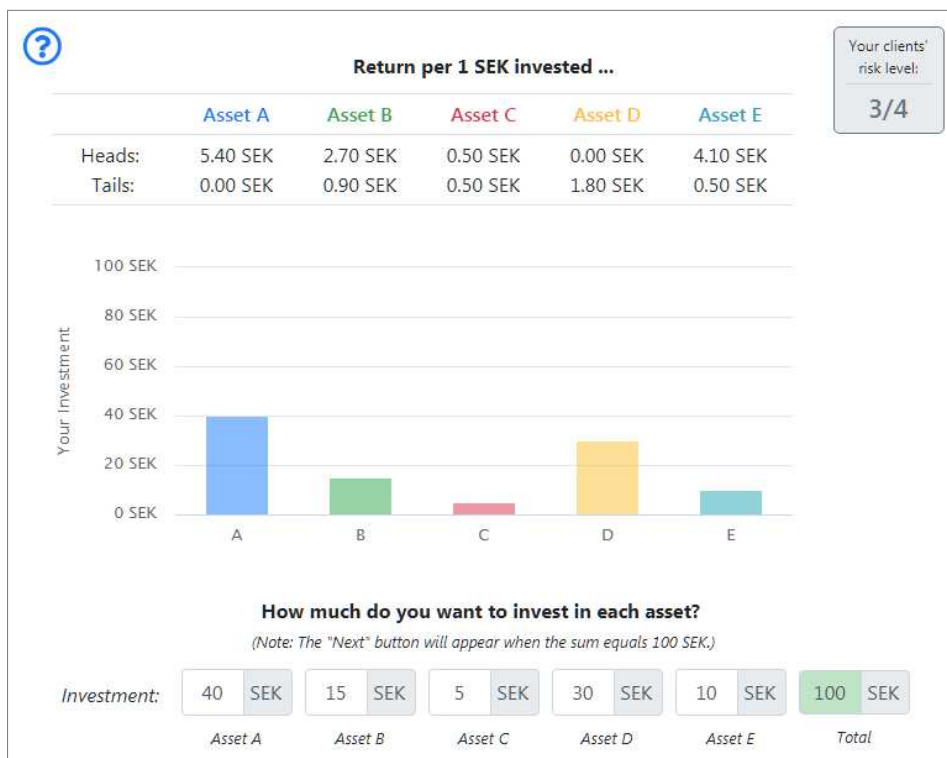 ?
Your clients'
risk level:
3/4
Return per 1 SEK invested ...
Asset A Asset B Asset C Asset D Asset E
Heads: 5.40 SEK 2.70 SEK 0.50 SEK 0.00 SEK 4.10 SEK
Tails: 0.00 SEK 0.90 SEK 0.50 SEK 1.80 SEK 0.50 SEK
Your Investment
100 SEK
80 SEK
60 SEK
40 SEK
20 SEK
0 SEK
A B C D E
How much do you want to invest in each asset?
(Note: The "Next" button will appear when the sum equals 100 SEK.)
Investment: 40 SEK 15 SEK 5 SEK 30 SEK 10 SEK 100 SEK
Asset A Asset B Asset C Asset D Asset E Total